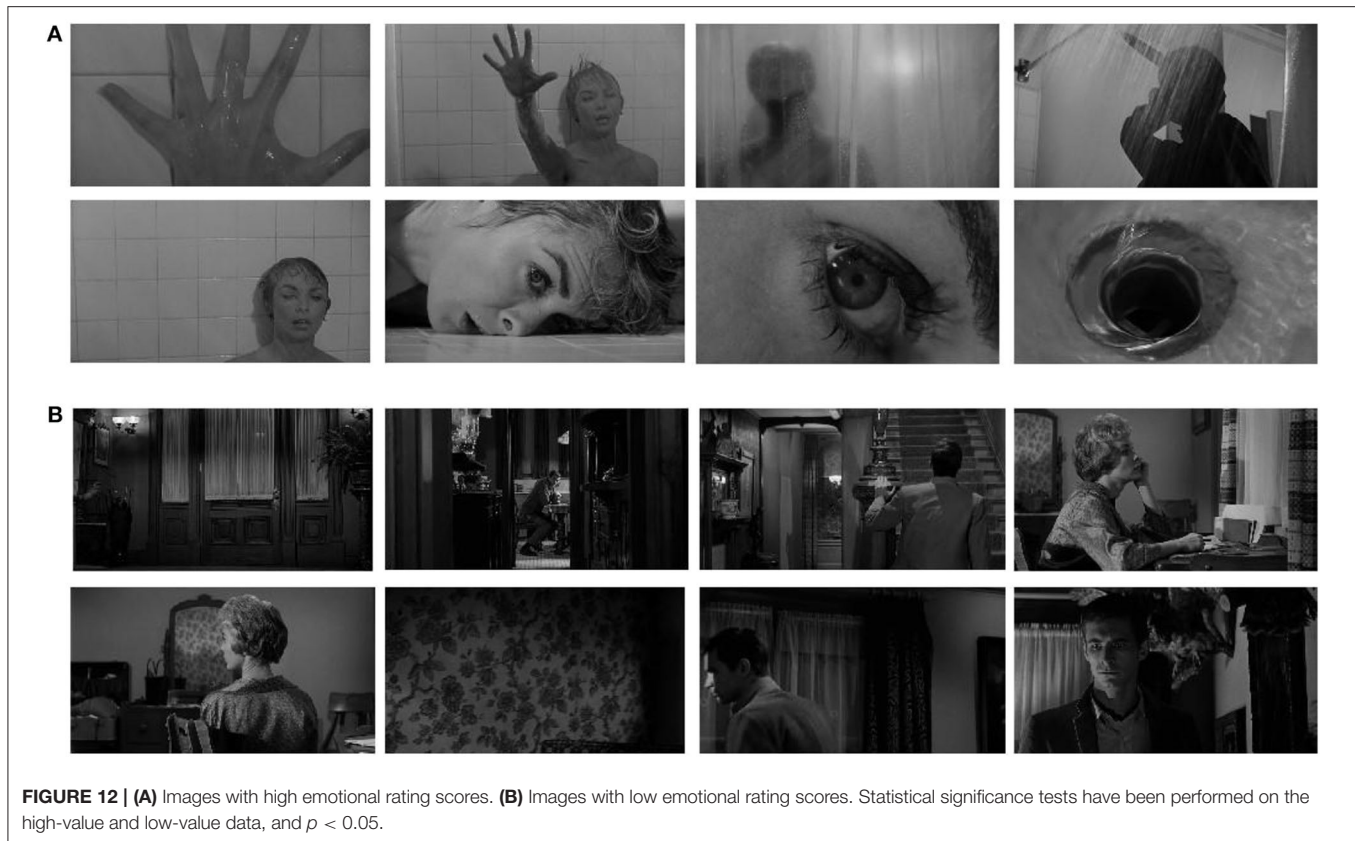 A
B
FIGURE 12 | (A) Images with high emotional rating scores. (B) Images with low emotional rating scores. Statistical significance tests have been performed on the
high-value and low-value data, and p < 0.05.